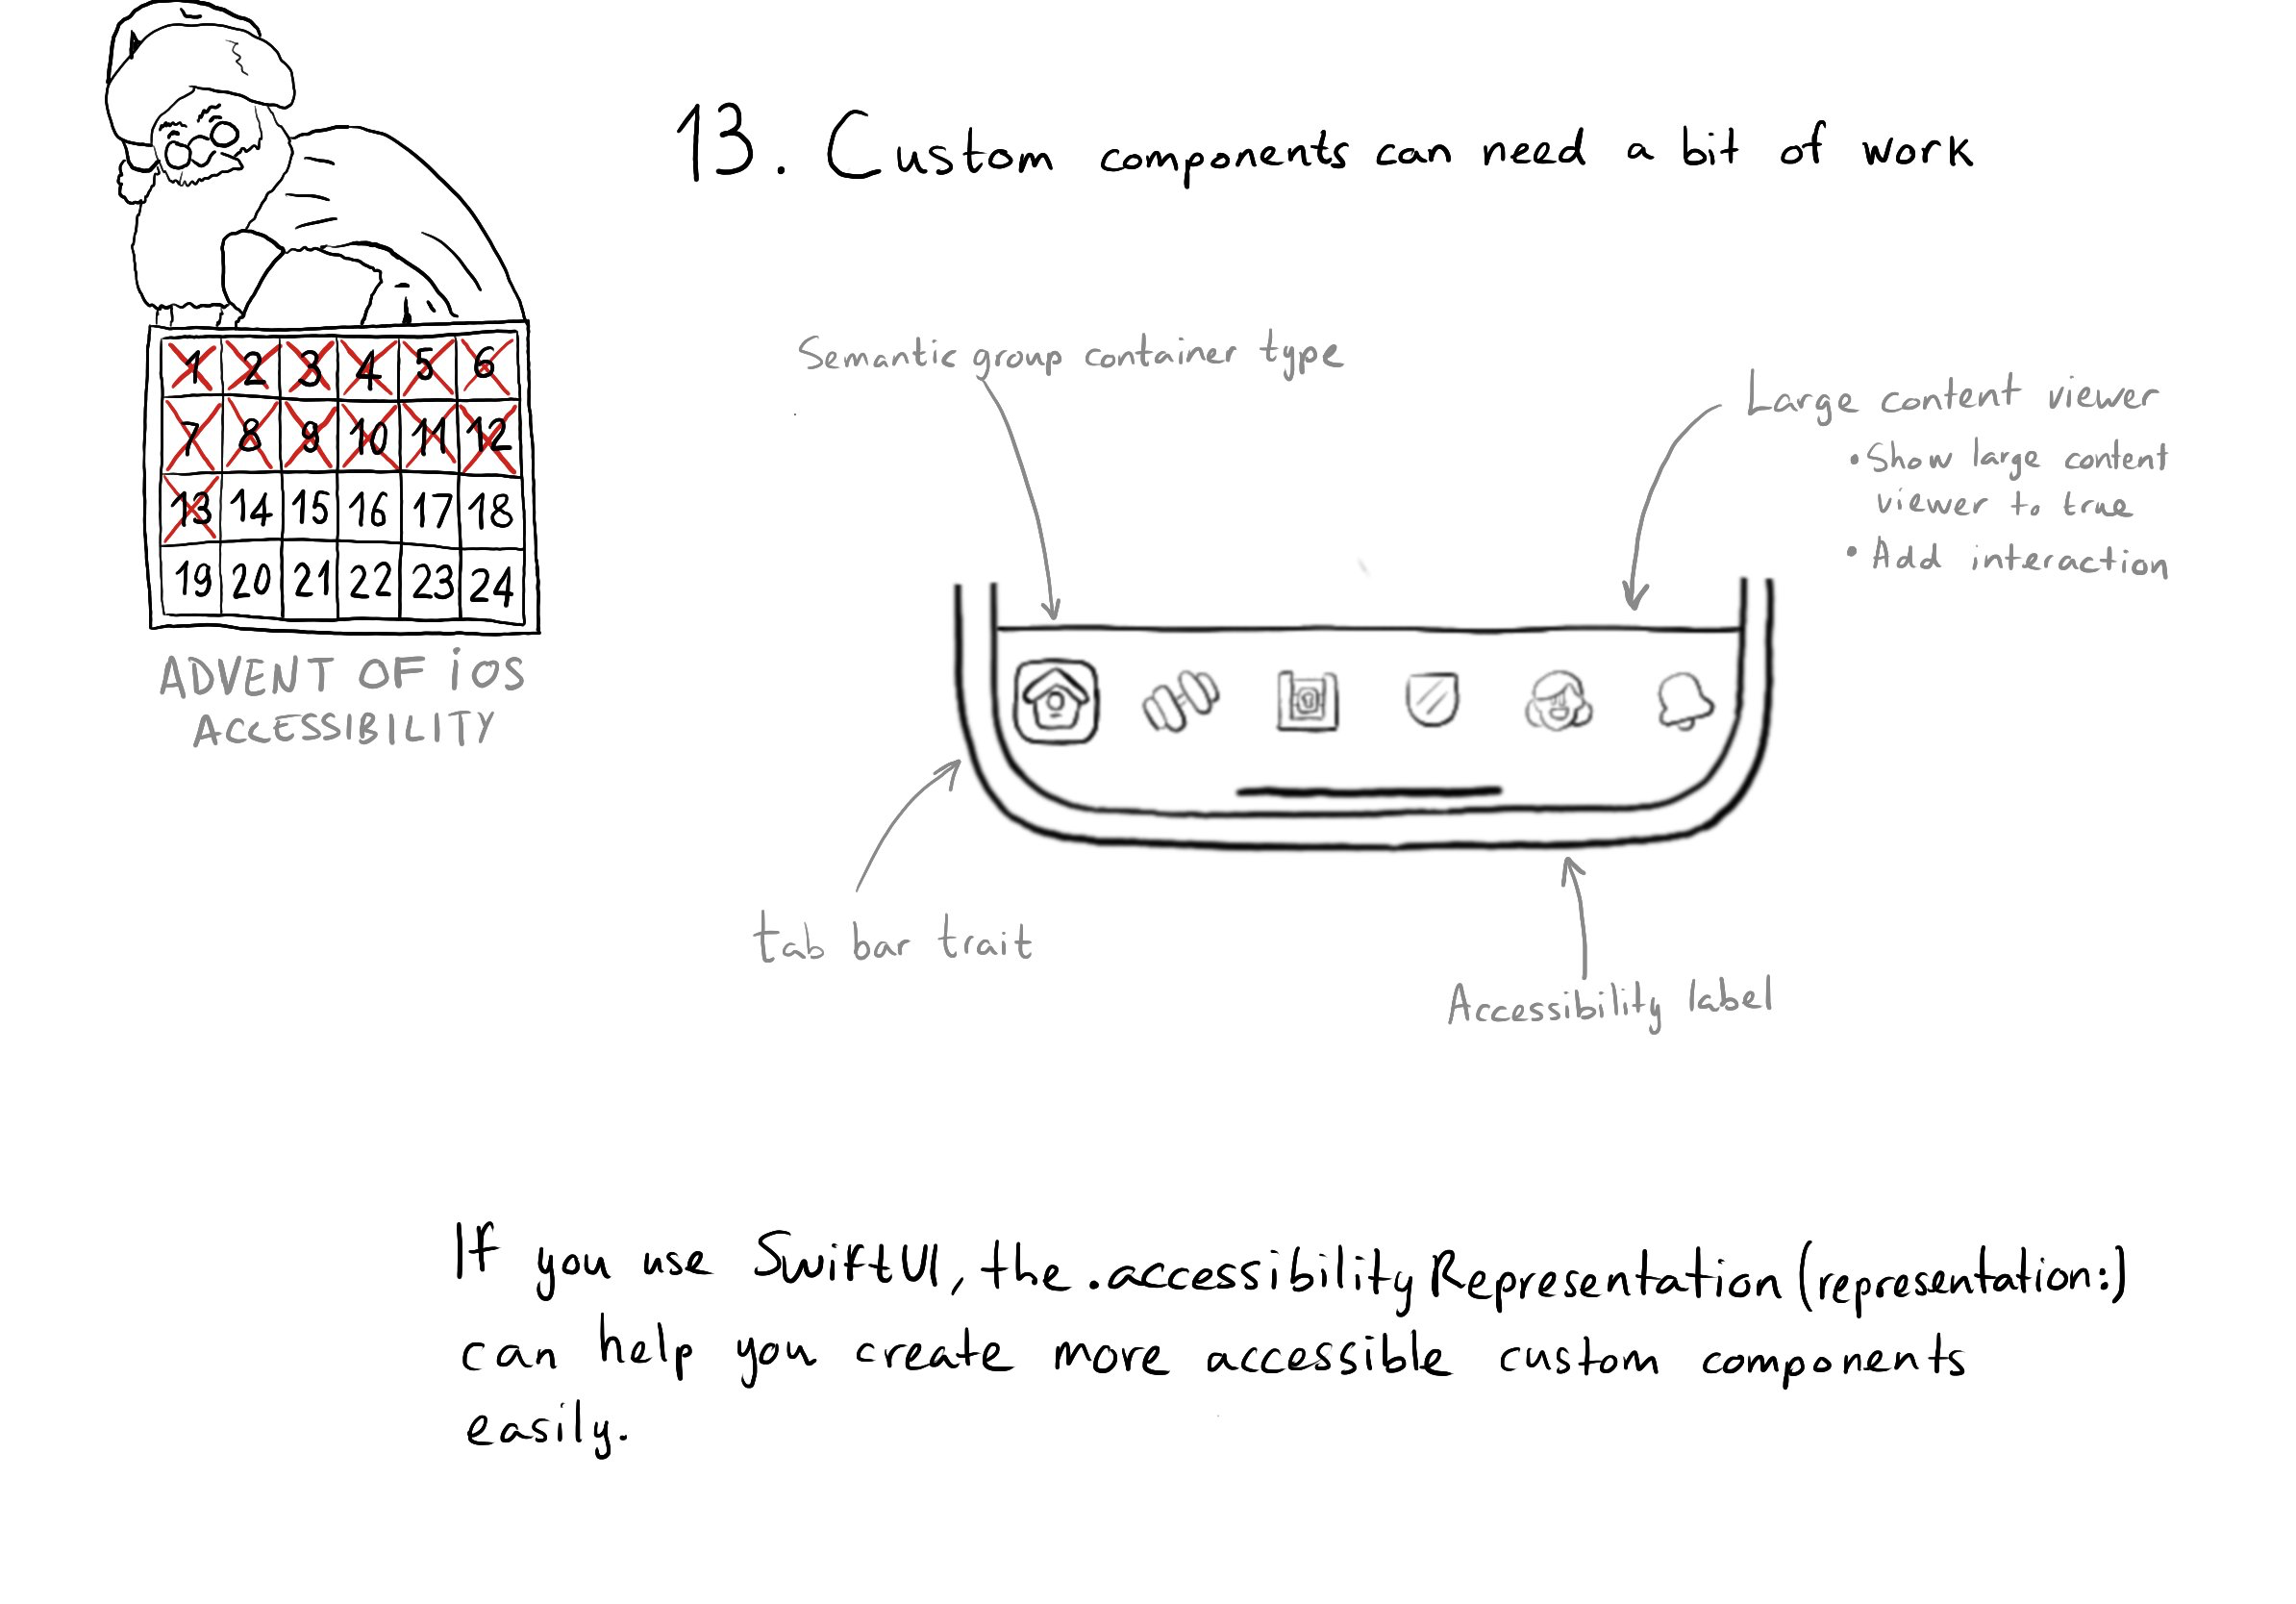 13. Custom components can need a bit of work
1 2 3 4 5 6
7 8 9 10 11 12
13 14 15 16 17 18
19 20 21 22 23 24
ADVENT OF iOS
ACCESSIBILITY
Semantic group container type
Large content viewer
• Show large content
viewer to true
• Add interaction
tab bar trait
Accessibility label
If you use SwiftUI, the .accessibilityRepresentation(representation:)
can help you create more accessible custom components
easily.